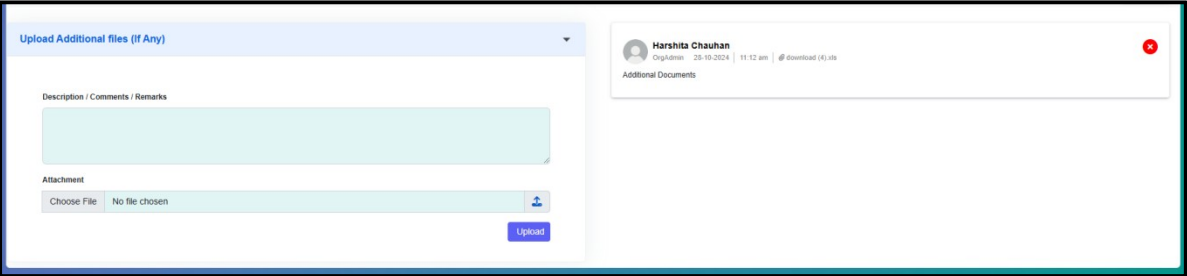 Upload Additional files (If Any)
Description / Comments / Remarks
Attachment
Choose File No file chosen
Upload
Harshita Chauhan
OrgAdmin 28-10-2024 11:12 am download (4).xls
Additional Documents